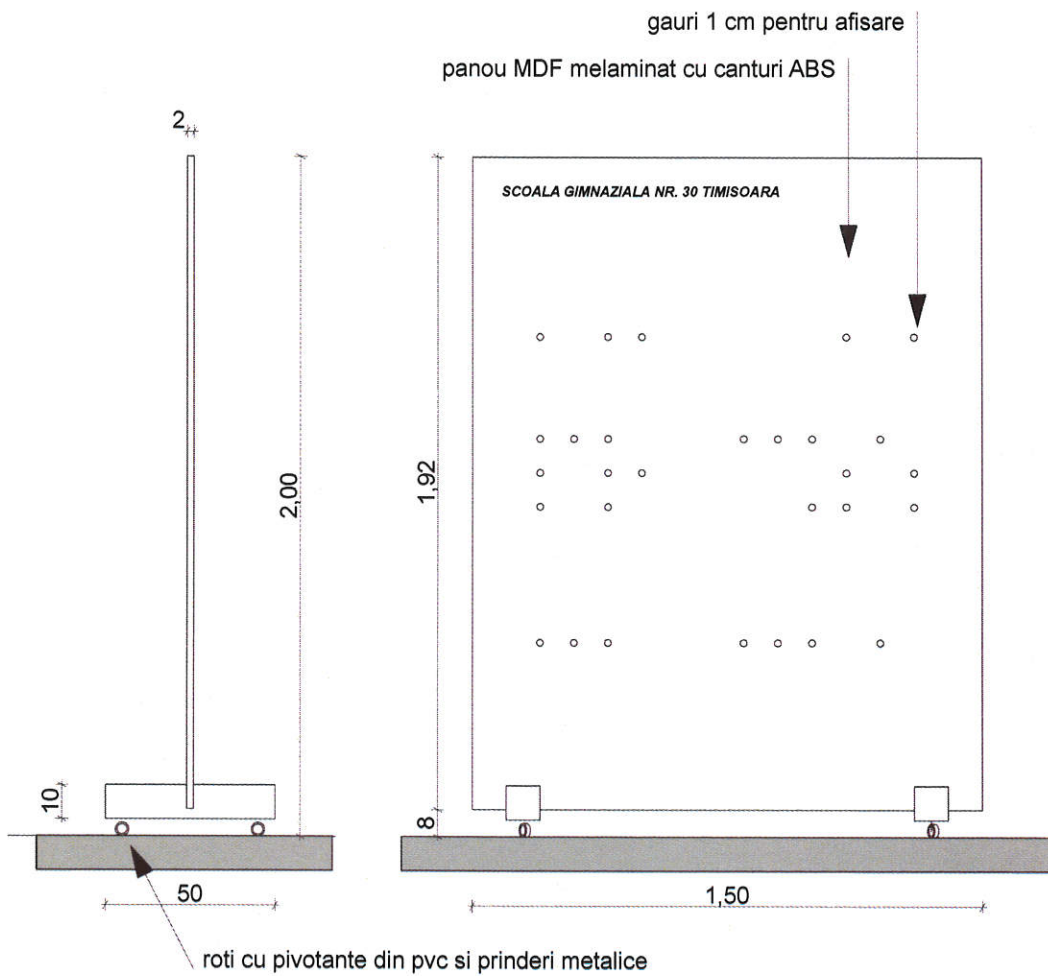 gauri 1 cm pentru afisare
panou MDF melaminat cu canturi ABS
2
SCOALA GIMNAZIALA NR. 30 TIMISOARA
2,00
1,92
10
8
50
1,50
roti cu pivotante din pvc si prinderi metalice